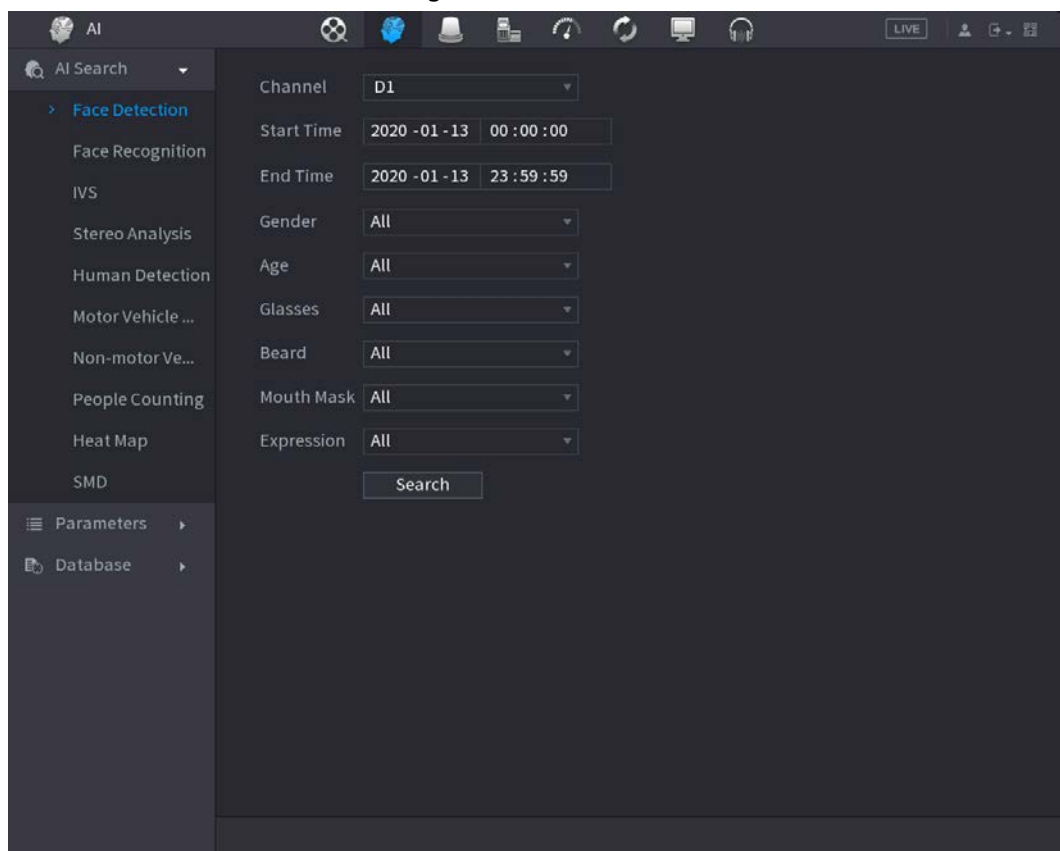 AI
LIVE
AI Search
Face Detection
Face Recognition
IVS
Stereo Analysis
Human Detection
Motor Vehicle ...
Non-motor Ve...
People Counting
Heat Map
SMD
Parameters
Database
Channel D1
Start Time 2020 -01 -13 00 :00 :00
End Time 2020 -01 -13 23 :59 :59
Gender All
Age All
Glasses All
Beard All
Mouth Mask All
Expression All
Search